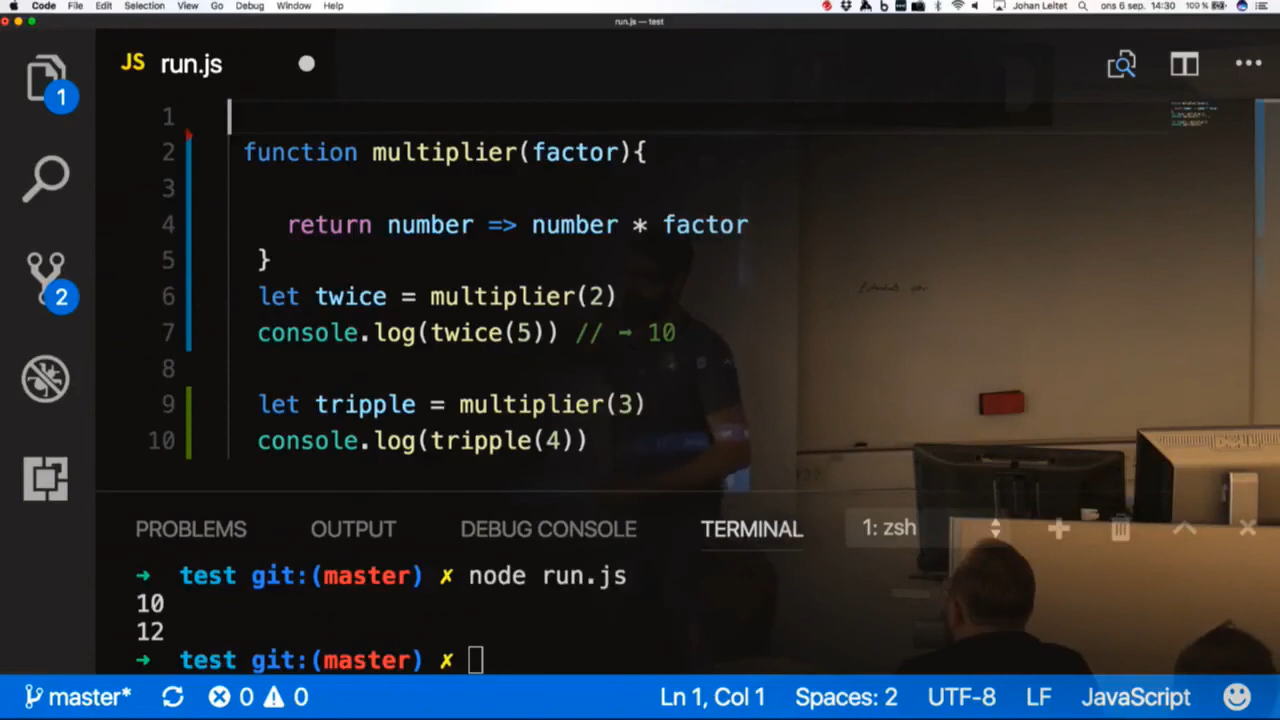 Code File Edit Selection View Go Debug Window Help Johan Leitet ons 6 sep. 14:30 100 %
run.js — test
JS run.js
1
1
2 function multiplier(factor){
3
4 return number => number * factor
5 }
6 let twice = multiplier(2)
7 console.log(twice(5)) // → 10
8
9 let tripple = multiplier(3)
10 console.log(tripple(4))
2
PROBLEMS OUTPUT DEBUG CONSOLE TERMINAL 1: zsh
→ test git:(master) ✗ node run.js
10
12
→ test git:(master) ✗
master* 0 0 Ln 1, Col 1 Spaces: 2 UTF-8 LF JavaScript
DELL